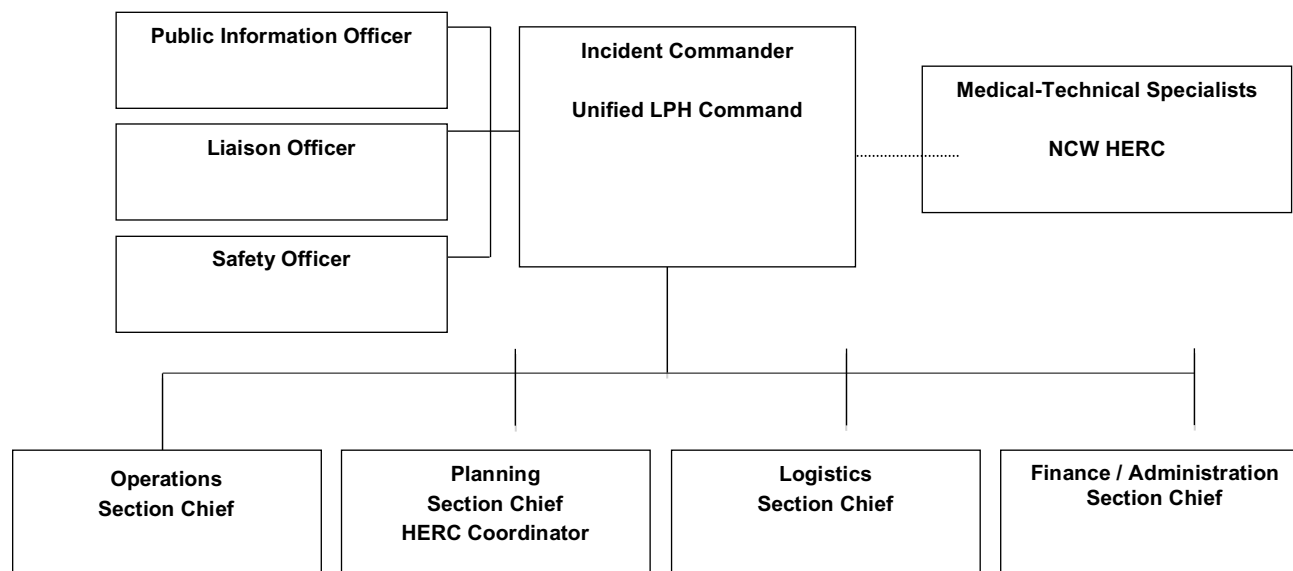 Public Information Officer
Liaison Officer
Safety Officer
Incident Commander
Unified LPH Command
Medical-Technical Specialists
NCW HERC
Operations
Section Chief
Planning
Section Chief
HERC Coordinator
Logistics
Section Chief
Finance / Administration
Section Chief